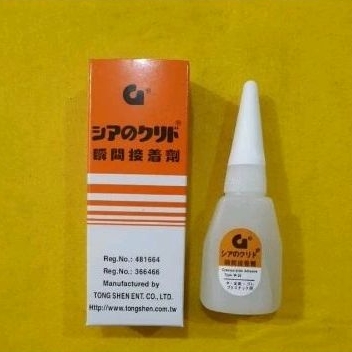 G
シアのクリド®
瞬間接着劑
Reg.No.: 481664
Reg.No.: 366466
Manufactured by
TONG SHEN ENT. CO., LTD.
Http://www.tongshen.com.tw
G
シアのクリド
瞬間接着劑
Cyanoacrylate Adhesive